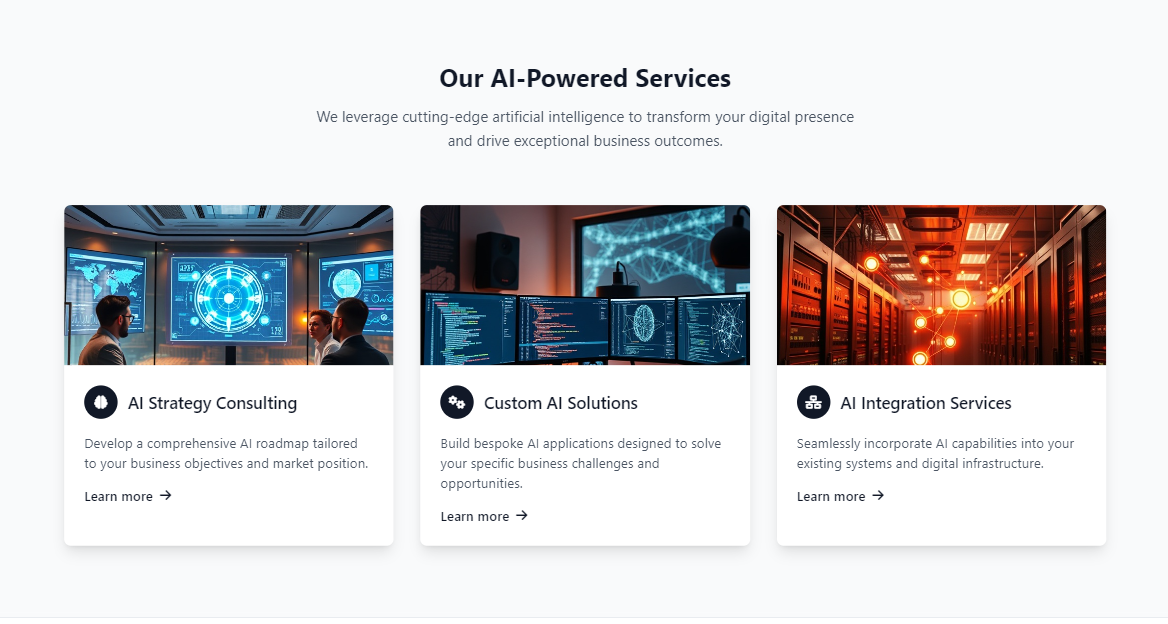 Our AI-Powered Services
We leverage cutting-edge artificial intelligence to transform your digital presence
and drive exceptional business outcomes.
AI Strategy Consulting
Develop a comprehensive AI roadmap tailored
to your business objectives and market position.
Learn more
Custom AI Solutions
Build bespoke AI applications designed to solve
your specific business challenges and
opportunities.
Learn more
AI Integration Services
Seamlessly incorporate AI capabilities into your
existing systems and digital infrastructure.
Learn more